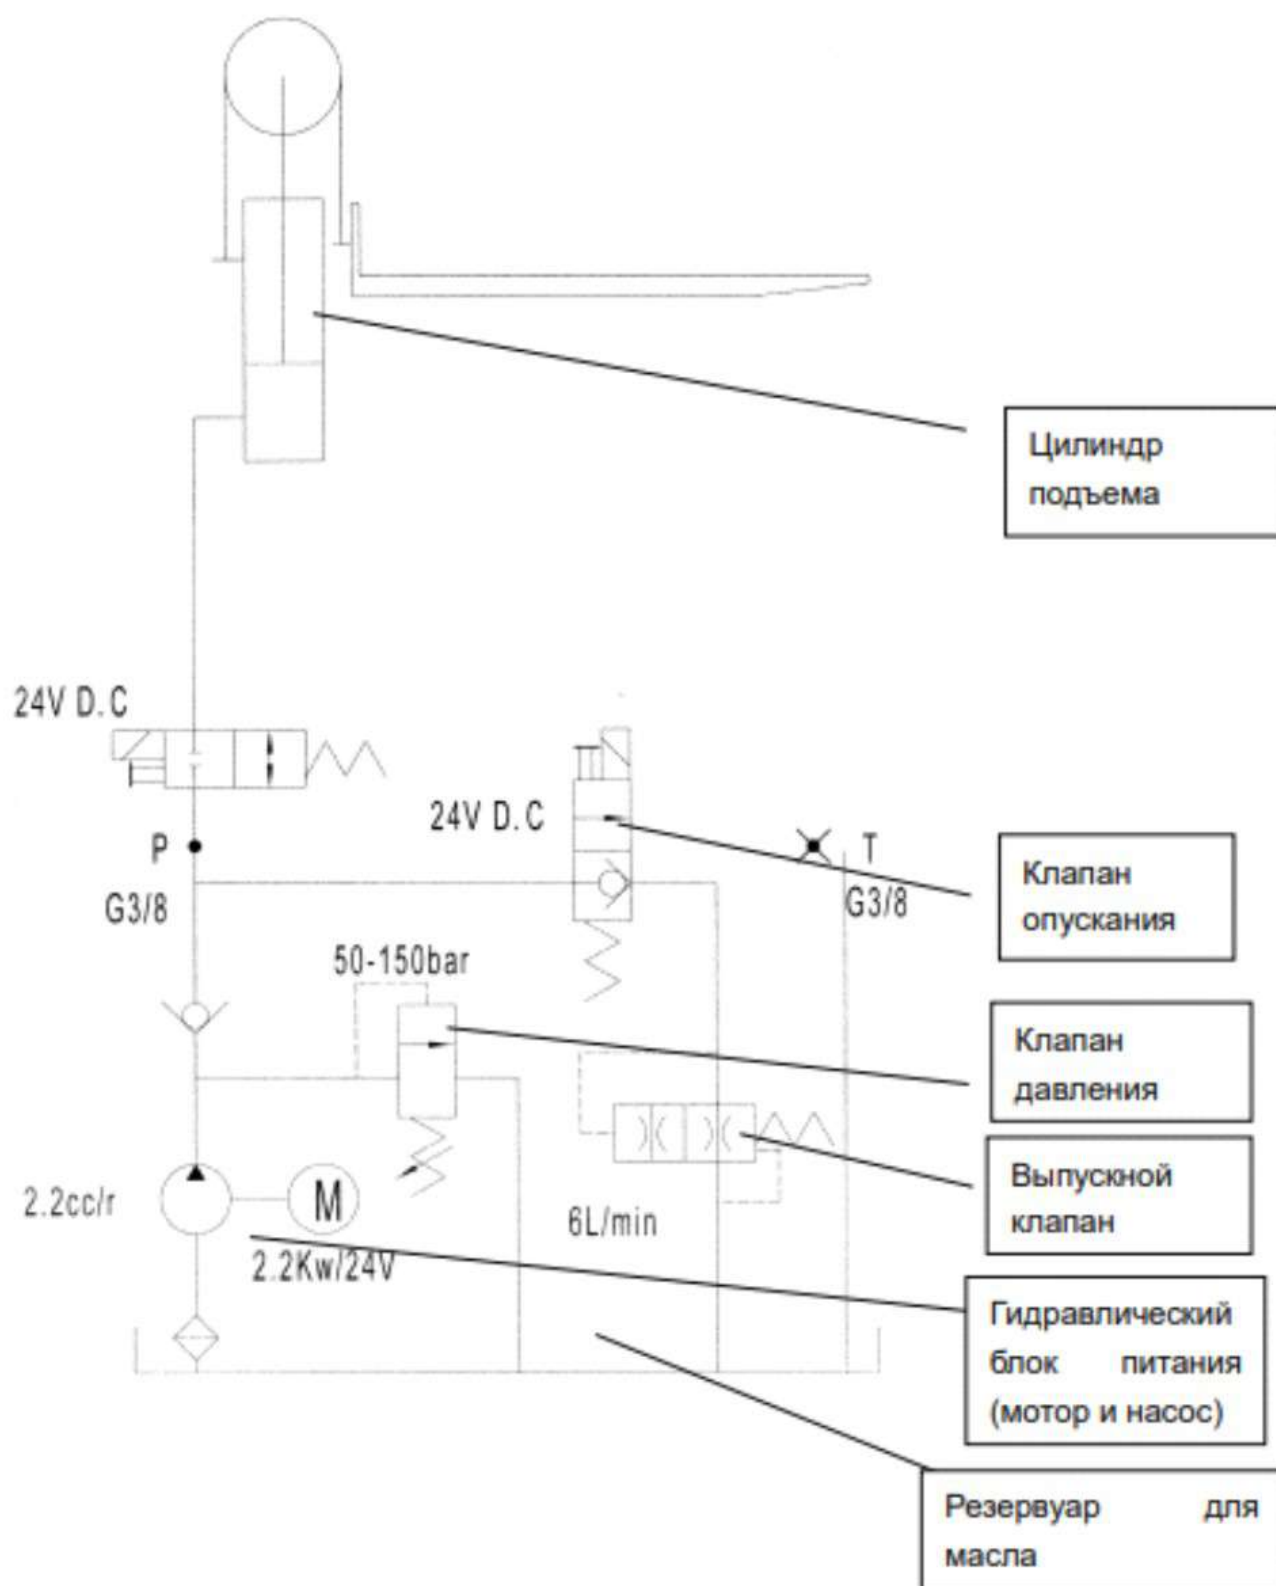 Цилиндр
подъема
24V D.C
24V D.C
P
T
G3/8
G3/8
Клапан
опускания
50-150bar
Клапан
давления
Выпускной
клапан
2.2cc/r
M
6L/min
2.2Kw/24V
Гидравлический
блок питания
(мотор и насос)
Резервуар для
масла